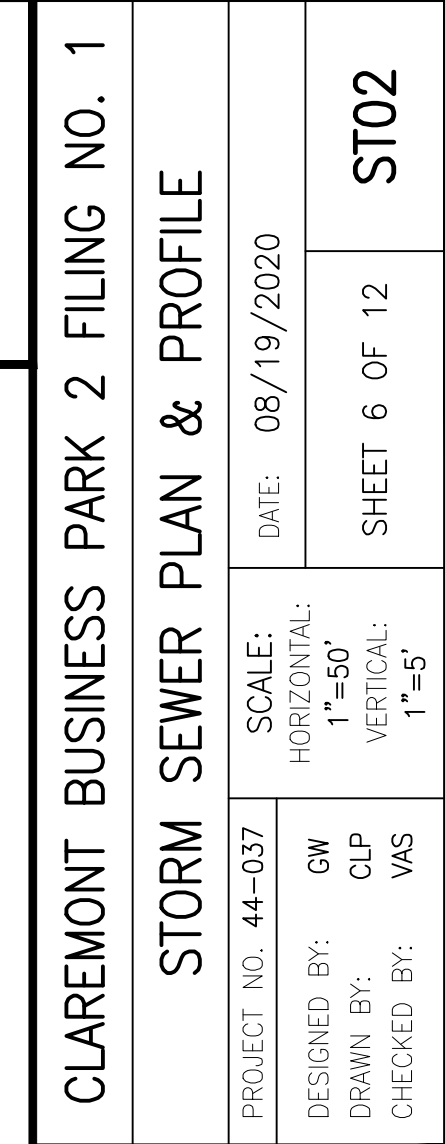 CLAREMONT BUSINESS PARK 2 FILING NO. 1
STORM SEWER PLAN & PROFILE
PROJECT NO. 44-037
DESIGNED BY: GW
DRAWN BY: CLP
CHECKED BY: VAS
SCALE:
HORIZONTAL:
1"=50'
VERTICAL:
1"=5'
DATE: 08/19/2020
SHEET 6 OF 12
ST02